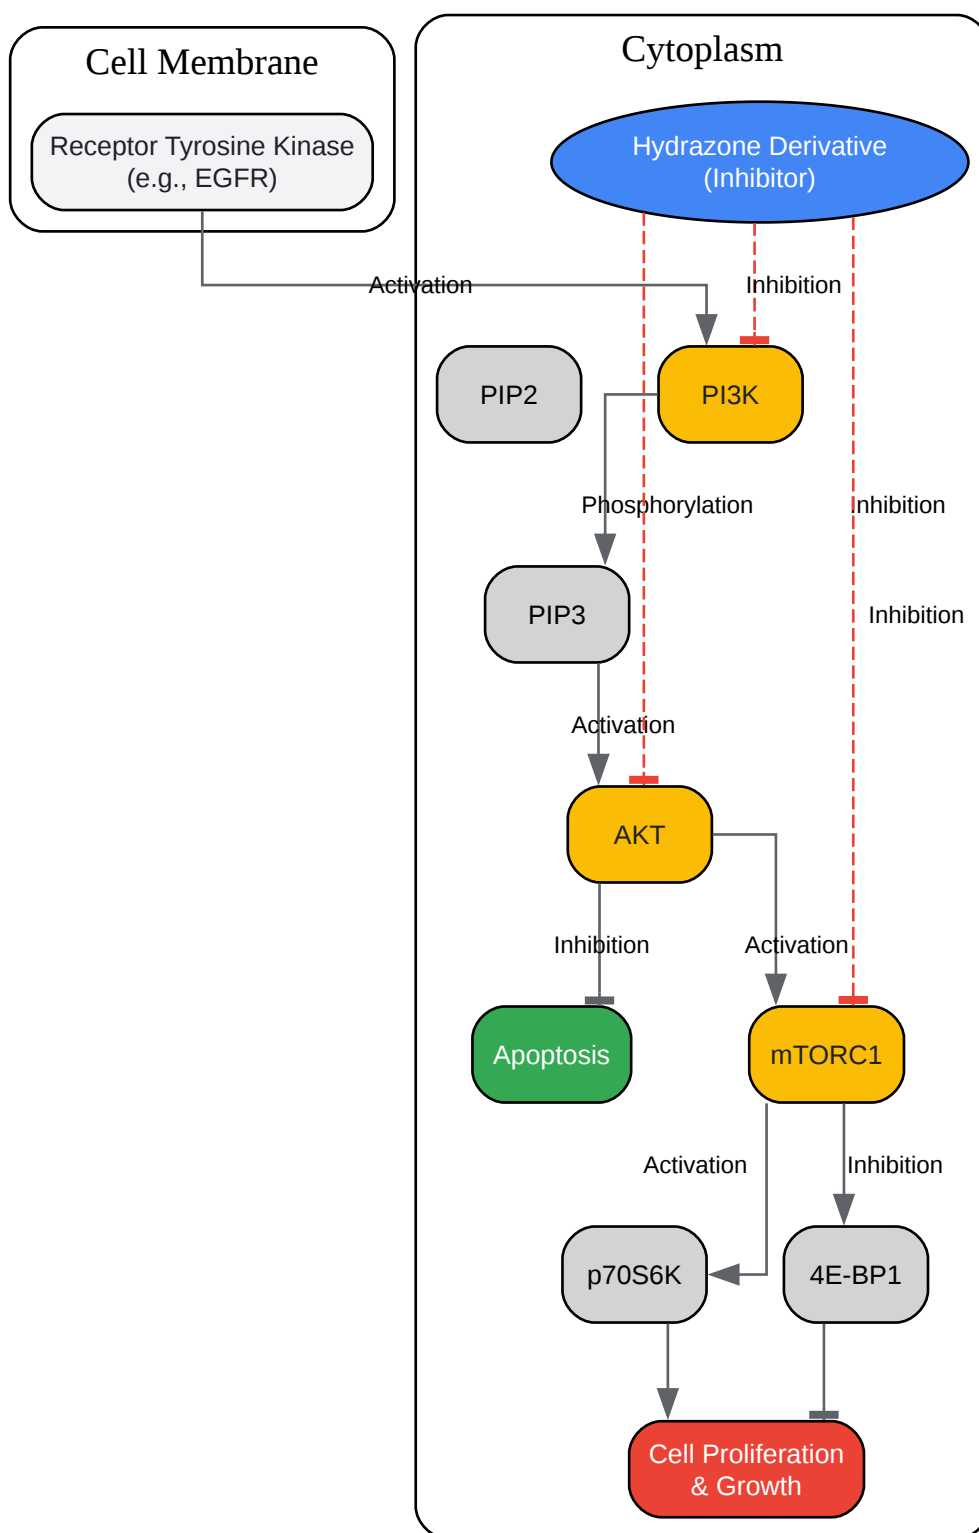 Cell Membrane
Cytoplasm
Receptor Tyrosine Kinase
(e.g., EGFR)
Hydrazone Derivative
(Inhibitor)
Activation
Inhibition
PIP2
PI3K
Phosphorylation
Inhibition
PIP3
Inhibition
Activation
AKT
Inhibition
Activation
Apoptosis
mTORC1
Activation
Inhibition
p70S6K
4E-BP1
Cell Proliferation
& Growth